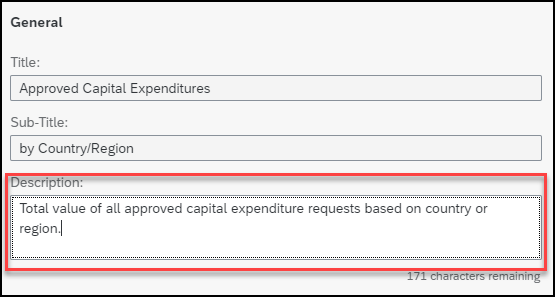 General
Title:
Approved Capital Expenditures
Sub-Title:
by Country/Region
Description:
Total value of all approved capital expenditure requests based on country or
region.
171 characters remaining